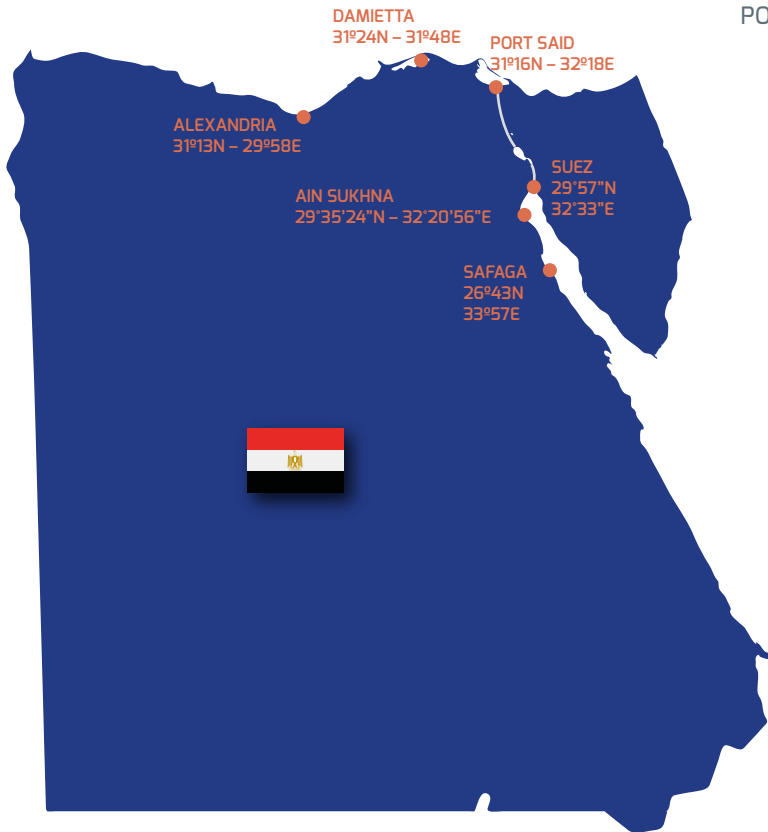 DAMIETTA
31º24N – 31º48E
PO
PORT SAID
31º16N – 32º18E
ALEXANDRIA
31º13N – 29º58E
SUEZ
29°57”N
32°33”E
AIN SUKHNA
29°35’24”N – 32°20’56”E
SAFAGA
26º43N
33º57E